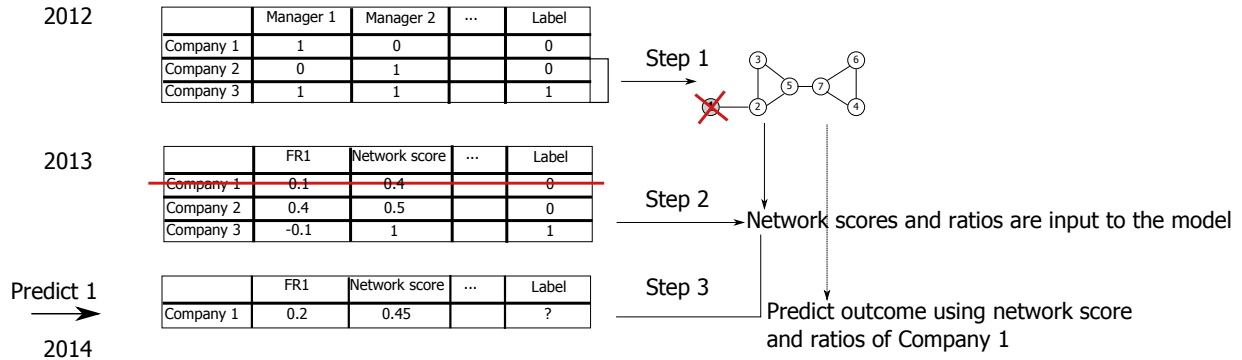 2012
Manager 1 Manager 2 ... Label
Company 1 1 0 0
Company 2 0 1 0
Company 3 1 1 1
Step 1
3 6
5 7
2 4
2013
FR1 Network score ... Label
Company 1 0.1 0.4 0
Company 2 0.4 0.5 0
Company 3 -0.1 1 1
Step 2
Network scores and ratios are input to the model
Predict 1
FR1 Network score ... Label
Company 1 0.2 0.45 ?
Step 3
Predict outcome using network score
and ratios of Company 1
2014